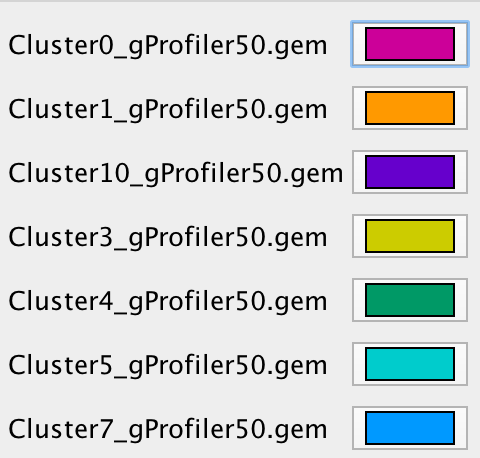 Cluster0_gProfiler50.gem
Cluster1_gProfiler50.gem
Cluster10_gProfiler50.gem
Cluster3_gProfiler50.gem
Cluster4_gProfiler50.gem
Cluster5_gProfiler50.gem
Cluster7_gProfiler50.gem